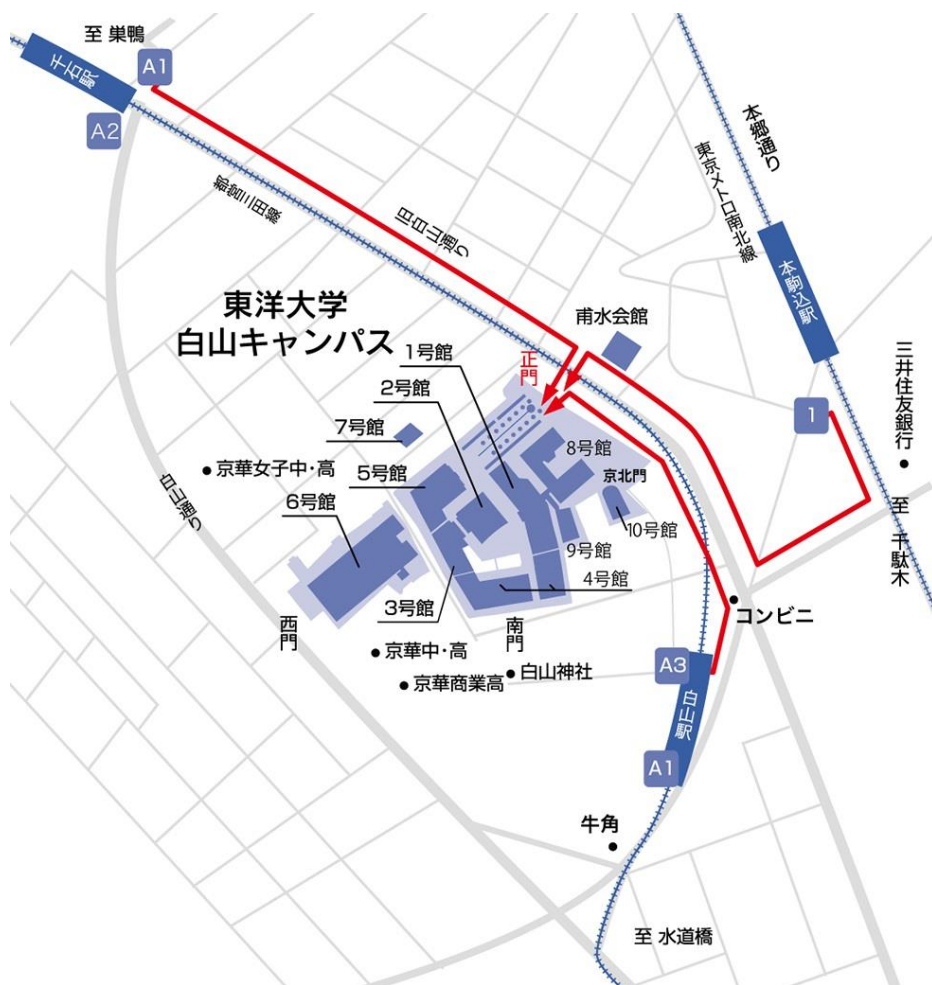 至 巣鴨
千石駅
A1
A2
都営三田線
旧白山通り
本郷通り
東京メトロ南北線
本駒込駅
東洋大学
白山キャンパス
甫水会館
正門
三井住友銀行
1
至 千駄木
1号館
2号館
7号館
8号館
京北門
京華女子中・高
5号館
6号館
10号館
9号館
4号館
3号館
白山通り
西門
南門
コンビニ
京華中・高
京華商業高
白山神社
A3
白山駅
A1
牛角
至 水道橋